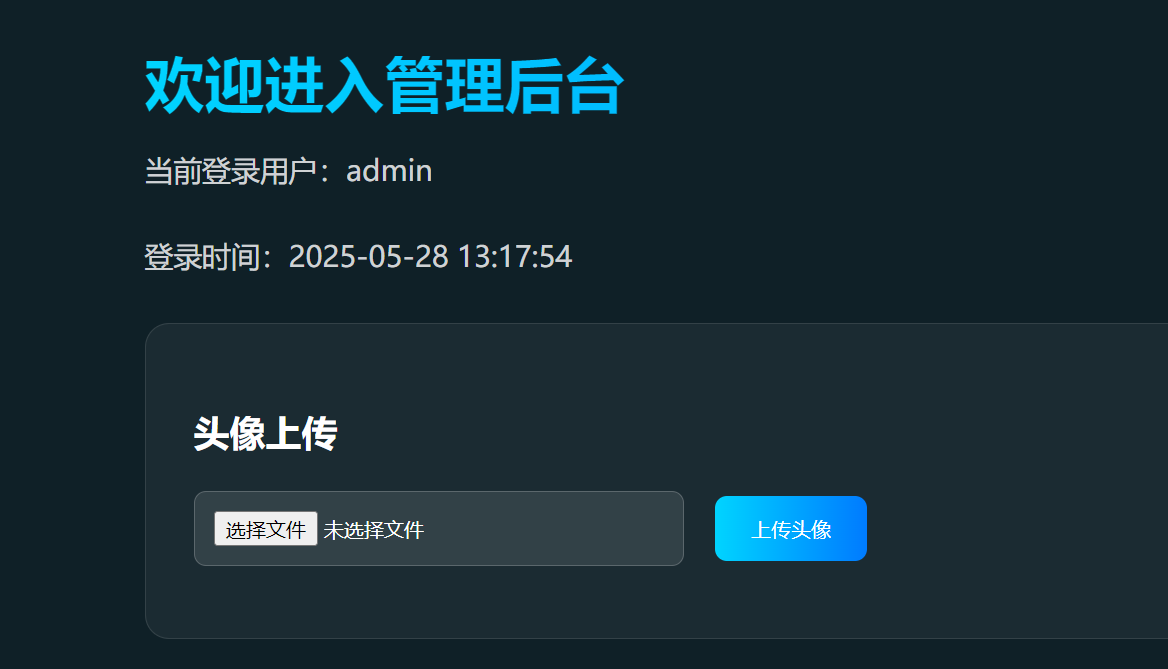 欢迎进入管理后台
当前登录用户：admin
登录时间：2025-05-28 13:17:54
头像上传
选择文件 未选择文件 上传头像